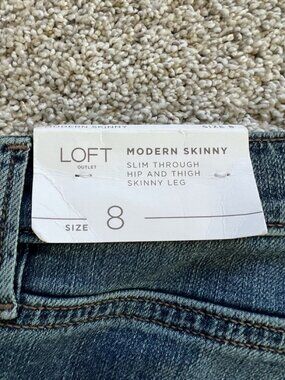 MODERN SKINNY SIZE 8
LOFT MODERN SKINNY
OUTLET SLIM THROUGH
HIP AND THIGH
SKINNY LEG
SIZE 8